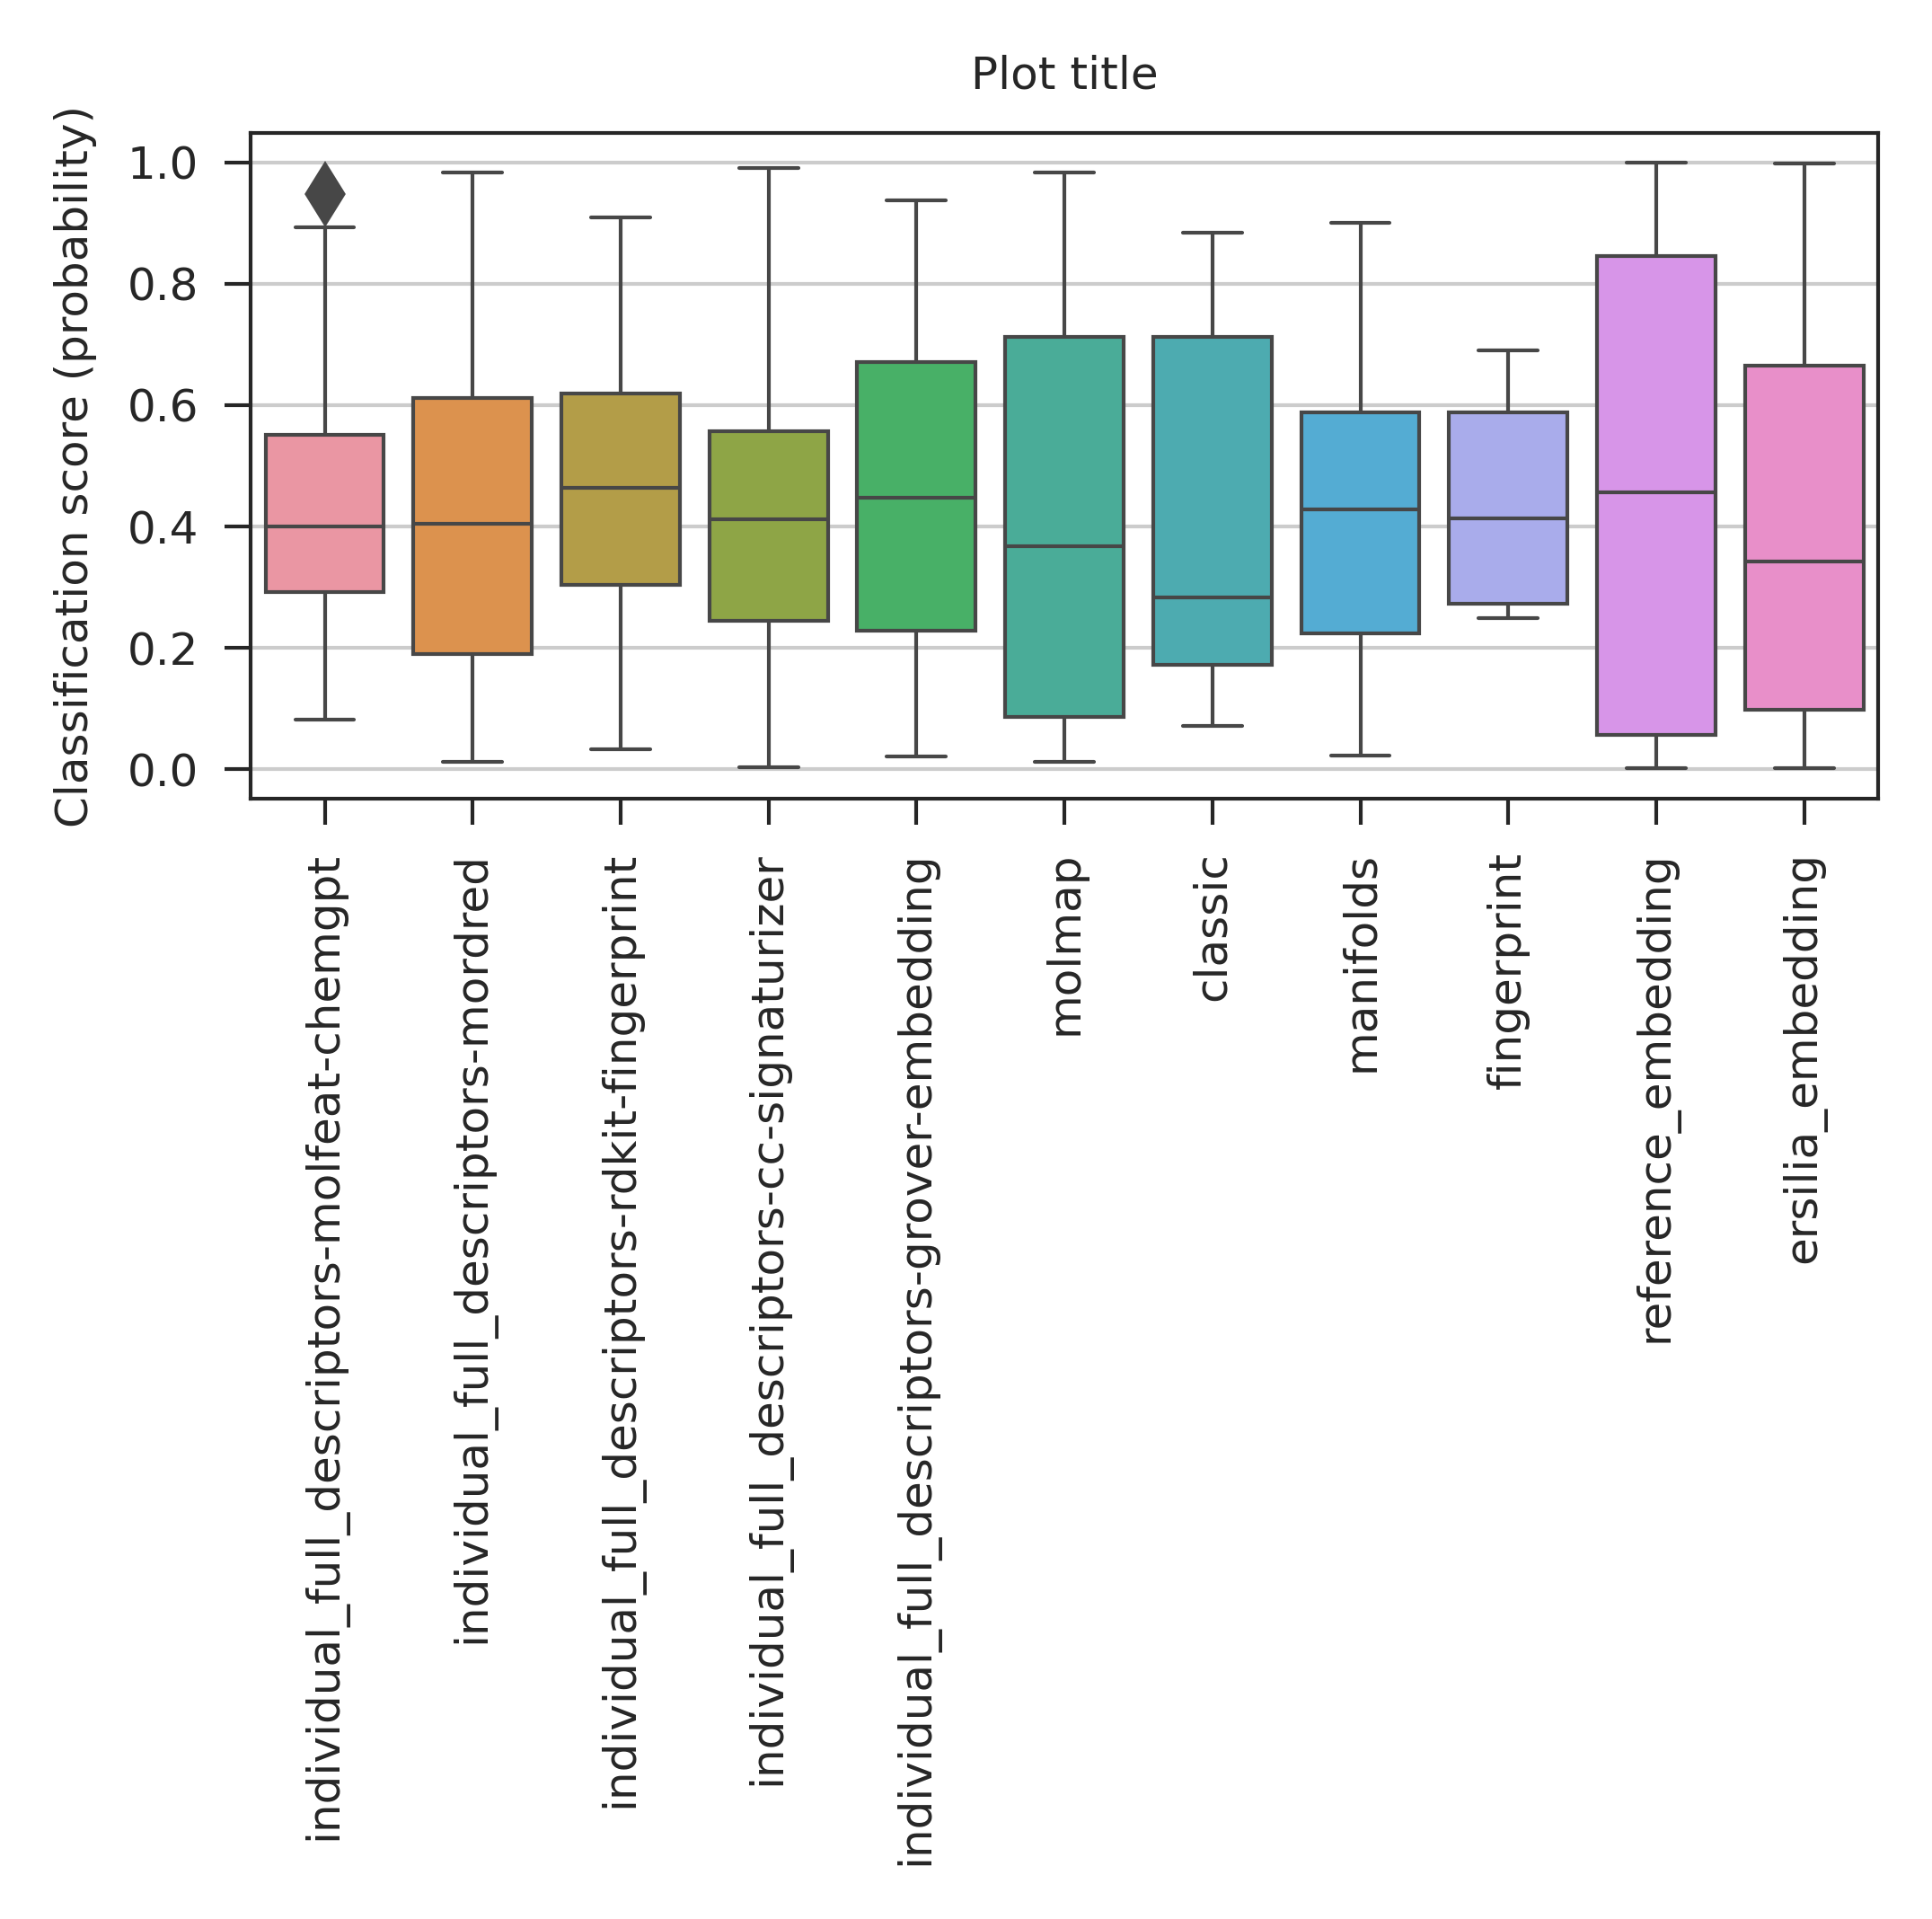 Plot title
Classification score (probability)
1.0
0.8
0.6
0.4
0.2
0.0
individual_full_descriptors-molfeat-chemgpt
individual_full_descriptors-mordred
individual_full_descriptors-rdkit-fingerprint
individual_full_descriptors-cc-signaturizer
individual_full_descriptors-grover-embedding
molmap
classic
manifolds
fingerprint
reference_embedding
ersilia_embedding